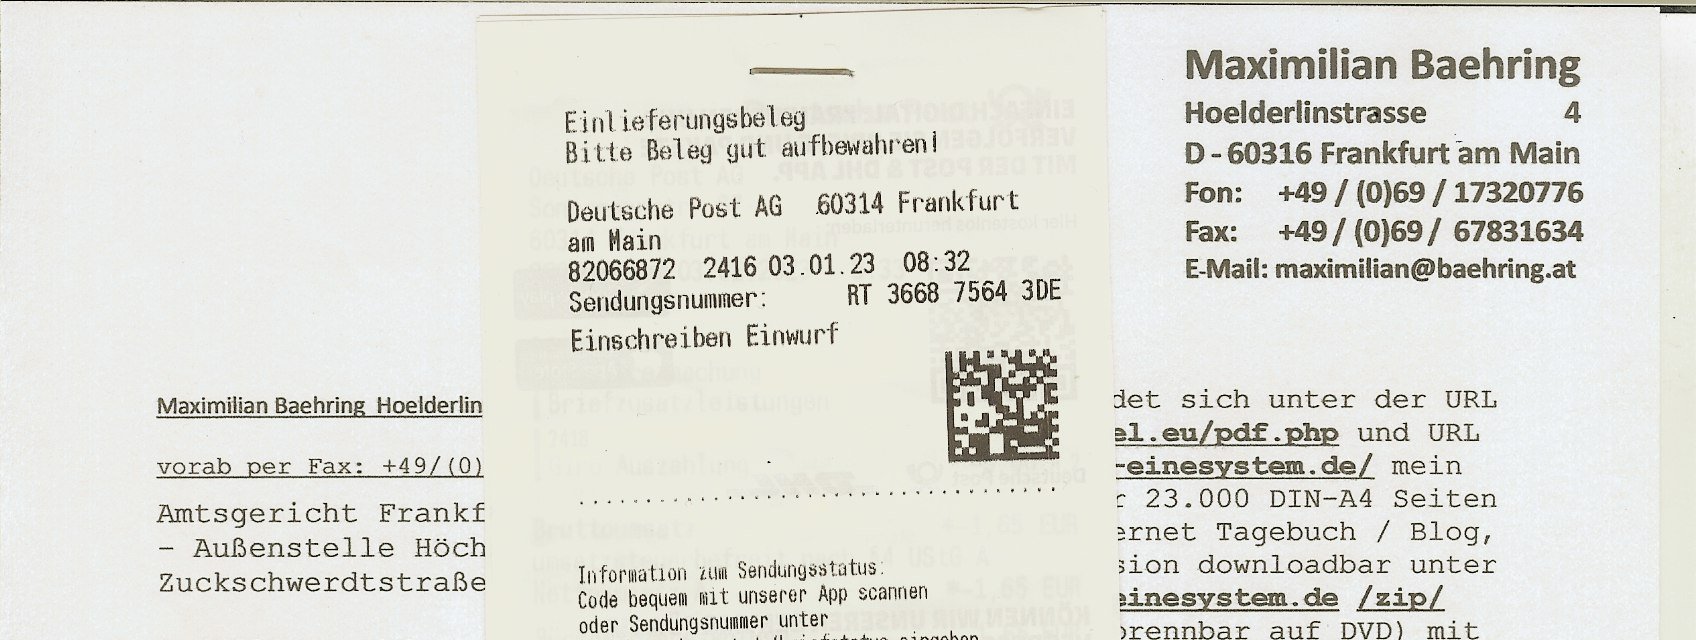 Maximilian Baehring
Hoelderlinstrasse 4
D - 60316 Frankfurt am Main
Fon: +49 / (0)69 / 17320776
Fax: +49 / (0)69 / 67831634
E-Mail: maximilian@baehring.at
Einlieferungsbeleg
Bitte Beleg gut aufbewahren!
Deutsche Post AG 60314 Frankfurt
am Main
82066872 2416 03.01.23 08:32
Sendungsnummer: RT 3668 7564 3DE
Einschreiben Einwurf
Information zum Sendungsstatus:
Code bequem mit unserer App scannen
oder Sendungsnummer unter
Maximilian Baehring Hoelderlin
vorab per Fax: +49/(0)
Amtsgericht Frankf
- Außenstelle Höch
Zuckschwerdtstraße
det sich unter der URL
el.eu/pdf.php und URL
-einesystem.de/ mein
r 23.000 DIN-A4 Seiten
ernet Tagebuch / Blog,
sion downloadbar unter
einesystem.de /zip/
brennbar auf DVD) mit